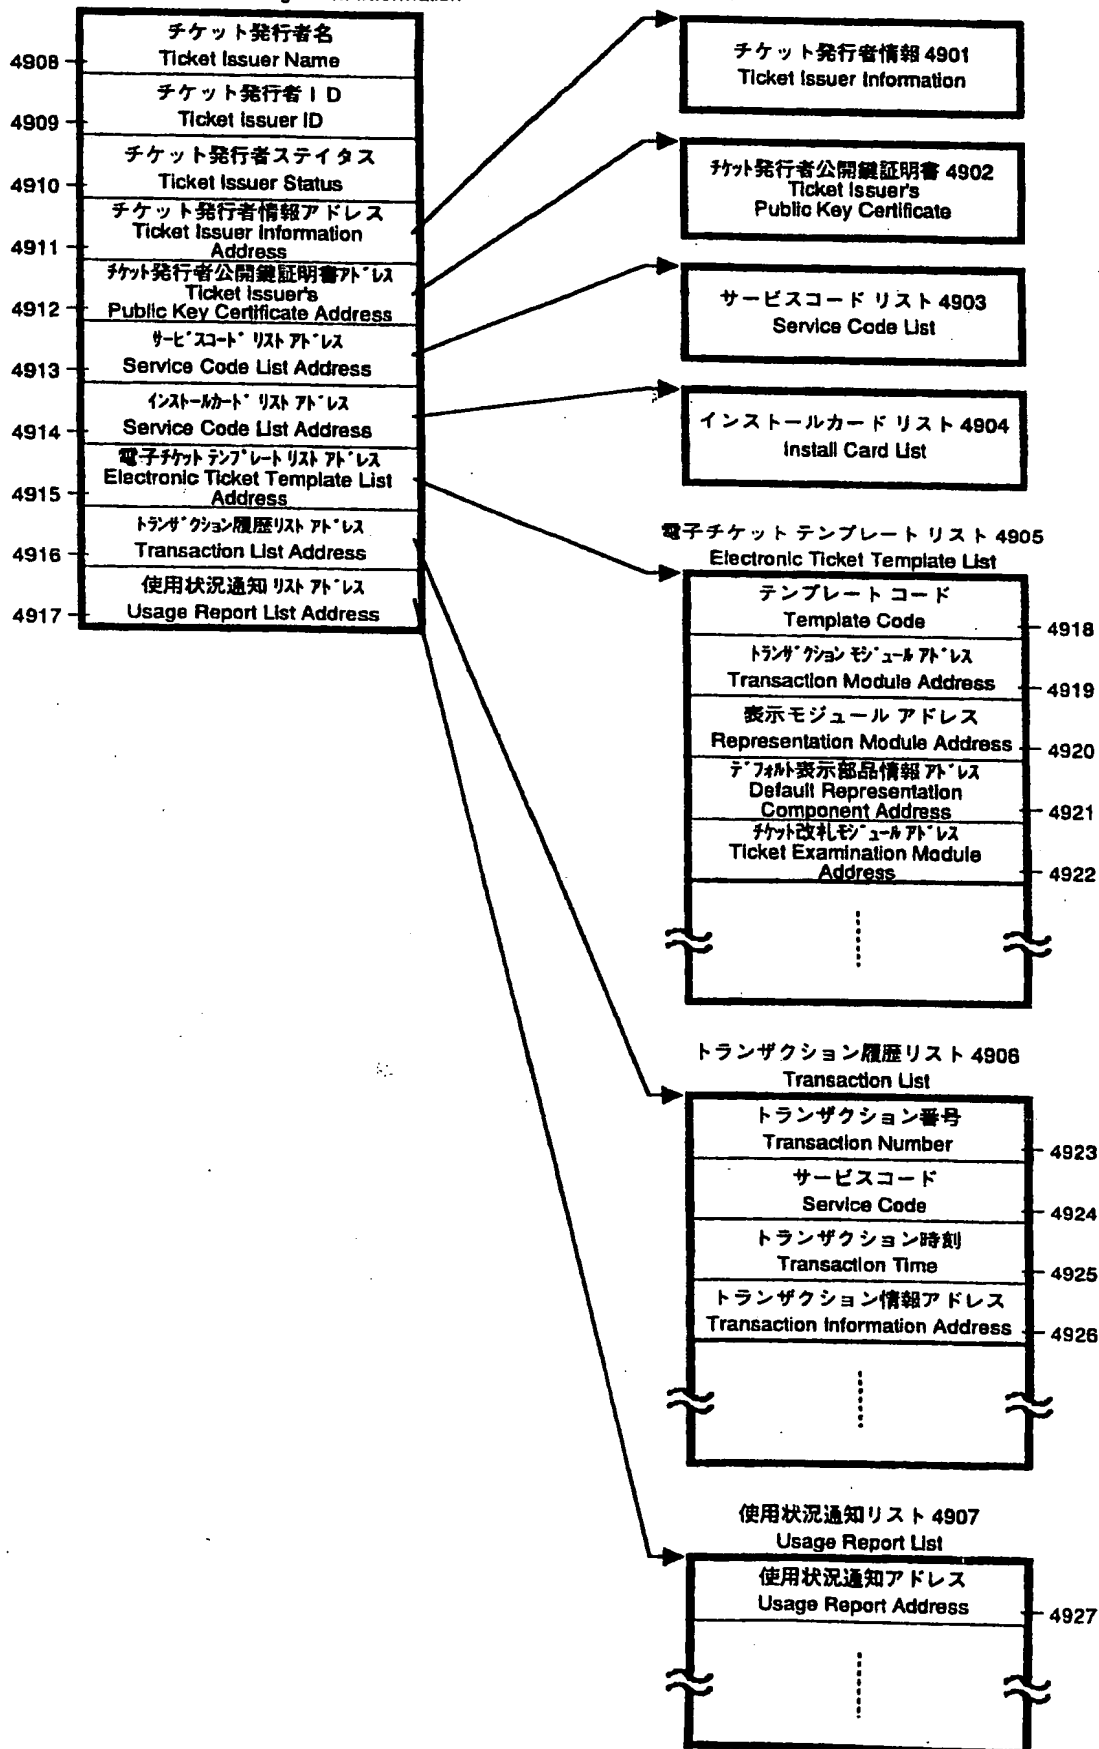 チケット発行者名
Ticket Issuer Name
4908
チケット発行者ID
Ticket Issuer ID
4909
チケット発行者ステイタス
Ticket Issuer Status
4910
チケット発行者情報アドレス
Ticket Issuer Information
Address
4911
チケット発行者公開鍵証明書アドレス
Ticket Issuer's
Public Key Certificate Address
4912
サービスコード リスト アドレス
Service Code List Address
4913
インストールカード リスト アドレス
Service Code List Address
4914
電子チケット テンプレート リスト アドレス
Electronic Ticket Template List
Address
4915
トランザクション履歴リスト アドレス
Transaction List Address
4916
使用状況通知 リスト アドレス
Usage Report List Address
4917
チケット発行者情報 4901
Ticket Issuer Information
チケット発行者公開鍵証明書 4902
Ticket Issuer's
Public Key Certificate
サービスコード リスト 4903
Service Code List
インストールカード リスト 4904
Install Card List
電子チケット テンプレート リスト 4905
Electronic Ticket Template List
テンプレート コード
Template Code
4918
トランザクション モジュール アドレス
Transaction Module Address
4919
表示モジュール アドレス
Representation Module Address
4920
デフォルト表示部品情報 アドレス
Default Representation
Component Address
4921
チケット改札モジュール アドレス
Ticket Examination Module
Address
4922
トランザクション履歴リスト 4906
Transaction List
トランザクション番号
Transaction Number
4923
サービスコード
Service Code
4924
トランザクション時刻
Transaction Time
4925
トランザクション情報アドレス
Transaction Information Address
4926
使用状況通知リスト 4907
Usage Report List
使用状況通知アドレス
Usage Report Address
4927